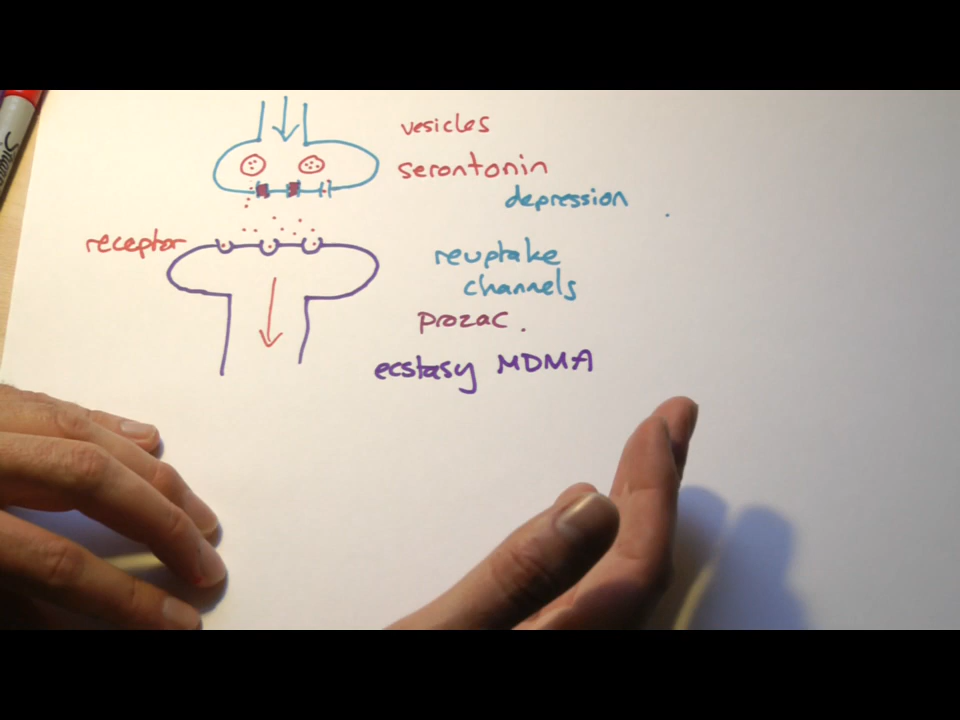 vesicles
serontonin
depression
receptor
reuptake
channels
prozac.
ecstasy MDMA